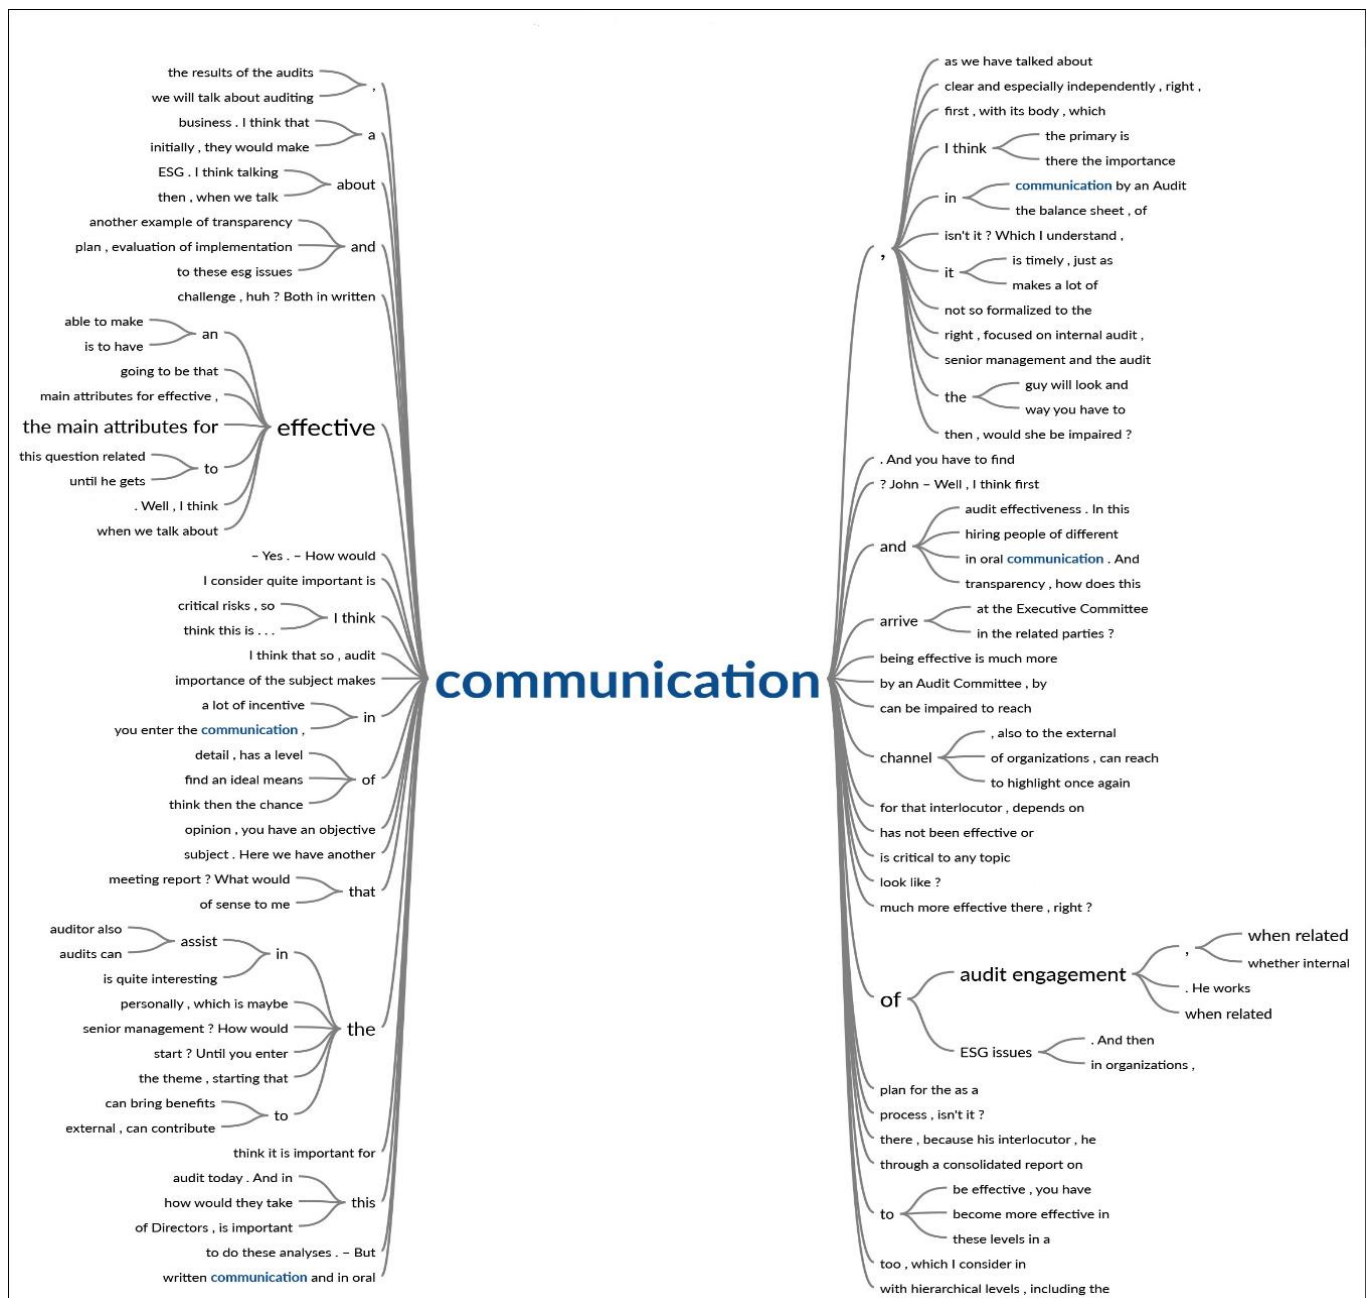 the results of the audits
we will talk about auditing
,
business . I think that
initially , they would make
a
ESG . I think talking
then , when we talk
about
another example of transparency
plan , evaluation of implementation
to these esg issues
and
challenge , huh ? Both in written
able to make
is to have
an
going to be that
main attributes for effective ,
the main attributes for
this question related
until he gets
to
. Well , I think
when we talk about
effective
– Yes . – How would
I consider quite important is
critical risks , so
think this is . . .
I think
I think that so , audit
importance of the subject makes
a lot of incentive
you enter the communication ,
in
detail , has a level
find an ideal means
think then the chance
of
opinion , you have an objective
subject . Here we have another
meeting report ? What would
of sense to me
that
auditor also
audits can
assist
is quite interesting
in
personally , which is maybe
senior management ? How would
start ? Until you enter
the theme , starting that
can bring benefits
external , can contribute
to
the
think it is important for
audit today . And in
how would they take
of Directors , is important
this
to do these analyses . – But
written communication and in oral
communication
,
as we have talked about
clear and especially independently , right ,
first , with its body , which
I think
the primary is
there the importance
in
communication by an Audit
the balance sheet , of
isn't it ? Which I understand ,
it
is timely , just as
makes a lot of
not so formalized to the
right , focused on internal audit ,
senior management and the audit
the
guy will look and
way you have to
then , would she be impaired ?
. And you have to find
? John – Well , I think first
and
audit effectiveness . In this
hiring people of different
in oral communication . And
transparency , how does this
arrive
at the Executive Committee
in the related parties ?
being effective is much more
by an Audit Committee , by
can be impaired to reach
channel
, also to the external
of organizations , can reach
to highlight once again
for that interlocutor , depends on
has not been effective or
is critical to any topic
look like ?
much more effective there , right ?
of
audit engagement
,
when related
whether internal
. He works
when related
ESG issues
. And then
in organizations ,
plan for the as a
process , isn't it ?
there , because his interlocutor , he
through a consolidated report on
to
be effective , you have
become more effective in
these levels in a
too , which I consider in
with hierarchical levels , including the